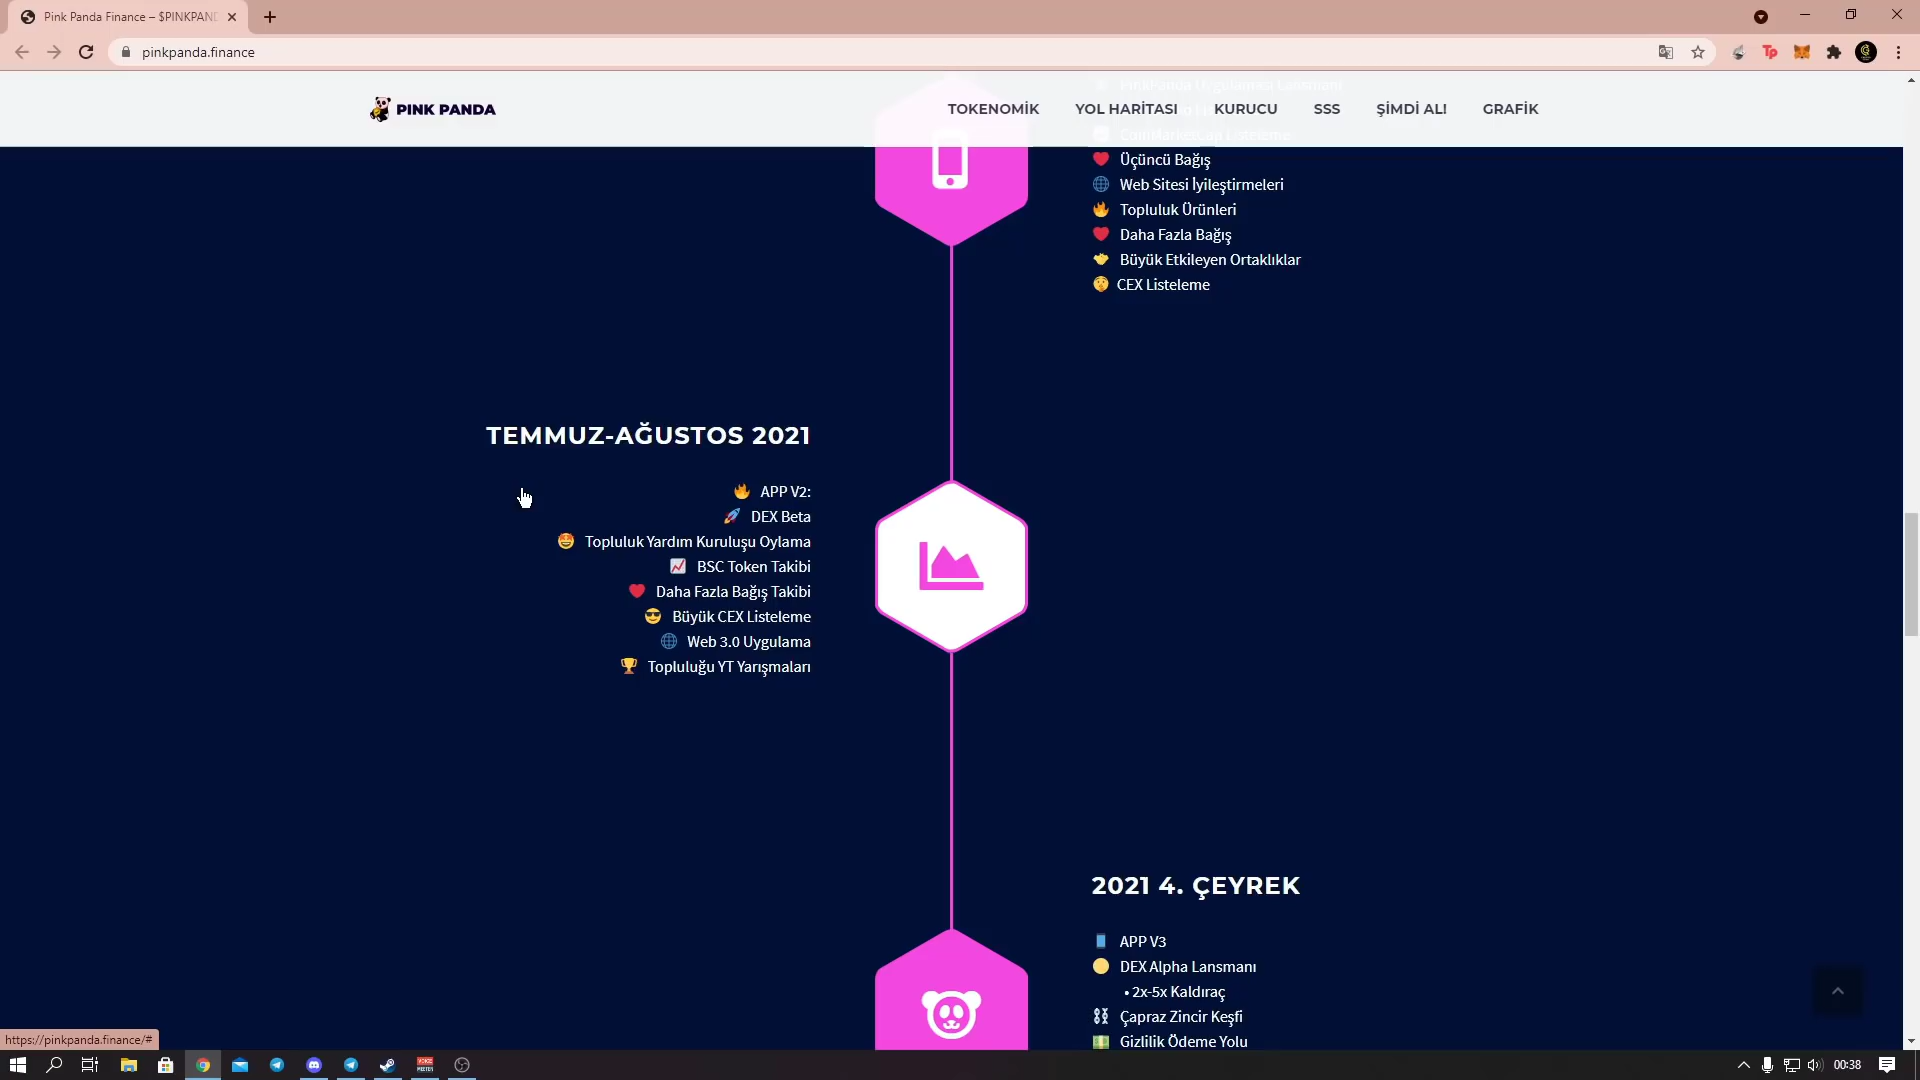 Pink Panda Finance – $PINKPAN
pinkpanda.finance
PINK PANDA
TOKENOMİK
YOL HARİTASI
KURUCU
SSS
ŞİMDİ AL!
GRAFİK
Üçüncü Bağış
Web Sitesi İyileştirmeleri
Topluluk Ürünleri
Daha Fazla Bağış
Büyük Etkileyen Ortaklıklar
CEX Listeleme
TEMMUZ-AĞUSTOS 2021
APP V2:
DEX Beta
Topluluk Yardım Kuruluşu Oylama
BSC Token Takibi
Daha Fazla Bağış Takibi
Büyük CEX Listeleme
Web 3.0 Uygulama
Topluluğu YT Yarışmaları
2021 4. ÇEYREK
APP V3
DEX Alpha Lansmanı
• 2x-5x Kaldıraç
Çapraz Zincir Keşfi
Gizlilik Ödeme Yolu
https://pinkpanda.finance/#
00:38